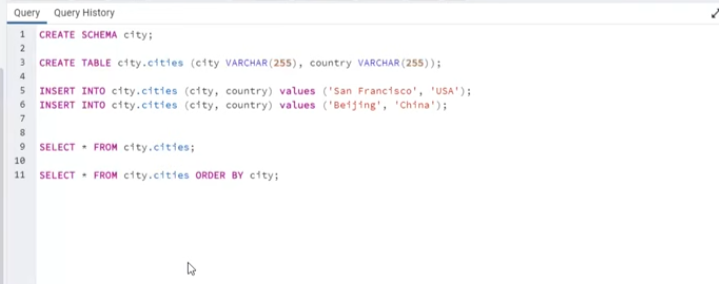 Query Query History
1 CREATE SCHEMA city;
2
3 CREATE TABLE city.cities (city VARCHAR(255), country VARCHAR(255));
4
5 INSERT INTO city.cities (city, country) values ('San Francisco', 'USA');
6 INSERT INTO city.cities (city, country) values ('Beijing', 'China');
7
8
9 SELECT * FROM city.cities;
10
11 SELECT * FROM city.cities ORDER BY city;